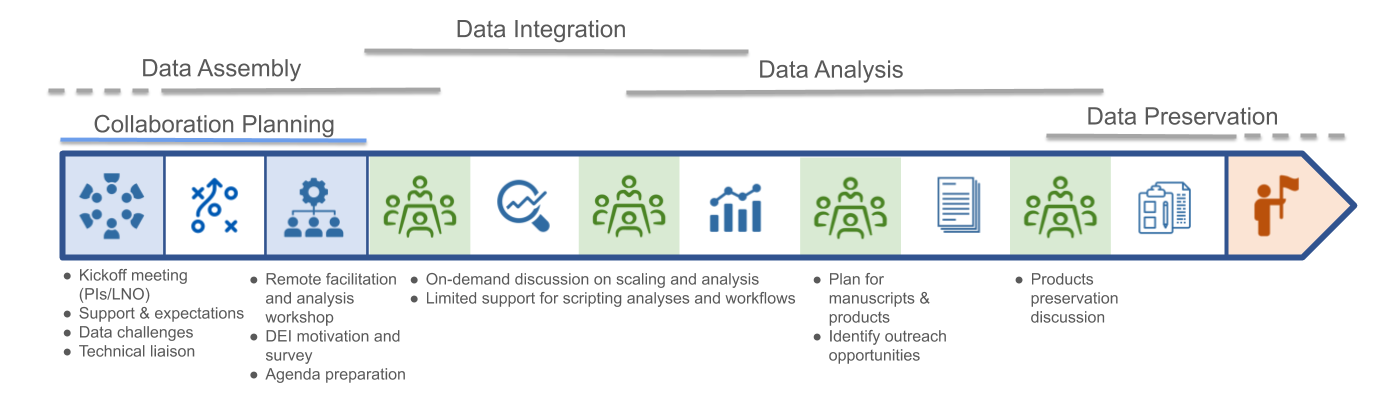 Data Integration
Data Assembly
Data Analysis
Data Preservation
Collaboration Planning
● Kickoff meeting
(PIs/LNO)
● Support & expectations
● Data challenges
● Technical liaison
● Remote facilitation
and analysis
workshop
● DEI motivation and
survey
● Agenda preparation
● On-demand discussion on scaling and analysis
● Limited support for scripting analyses and workflows
● Plan for
manuscripts &
products
● Identify outreach
opportunities
● Products
preservation
discussion